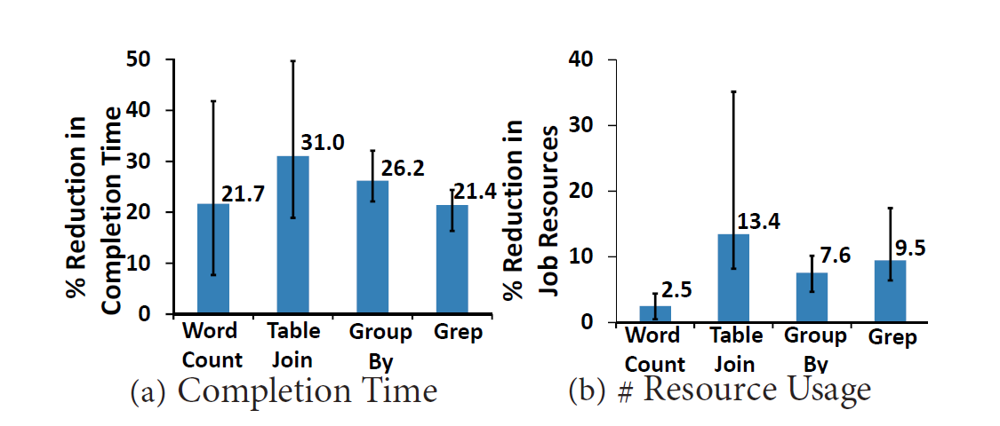 % Reduction in
Completion Time
50
40
30
20
10
0
21.7
31.0
26.2
21.4
Word
Count
Table
Join
Group
By
Grep
(a) Completion Time
% Reduction in
Job Resources
40
30
20
10
0
2.5
13.4
7.6
9.5
Word
Count
Table
Join
Group
By
Grep
(b) # Resource Usage